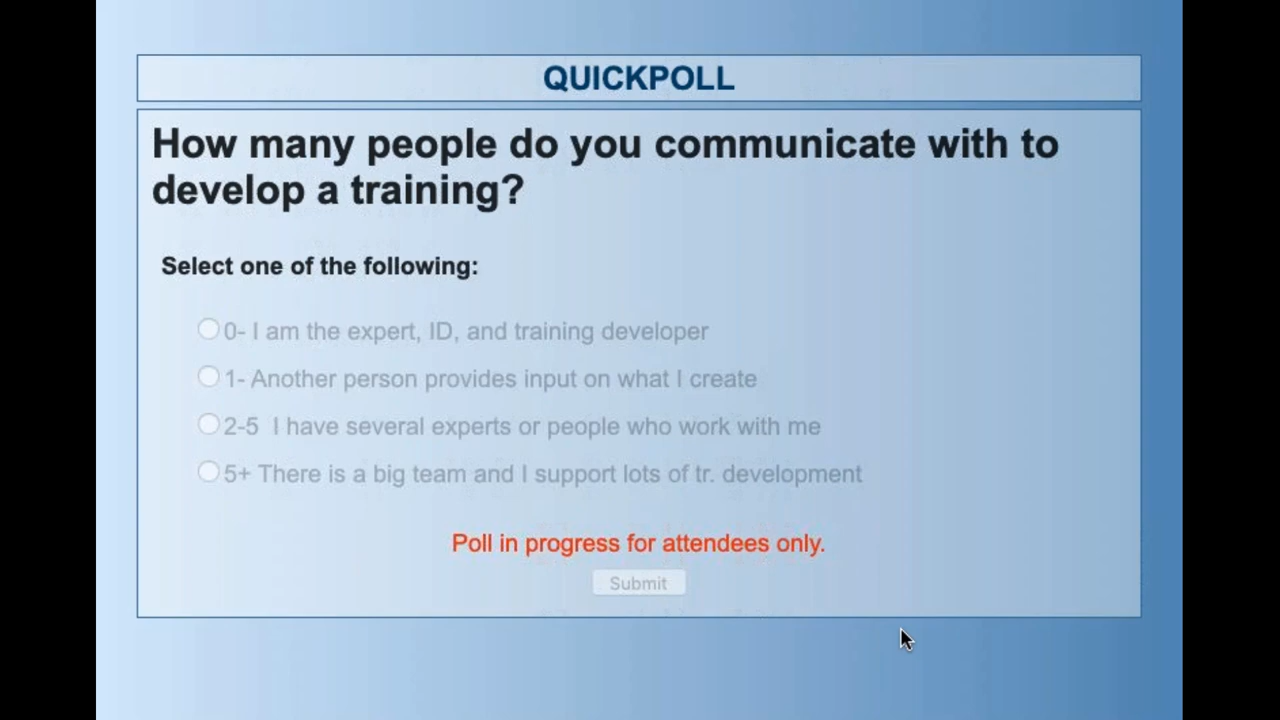 QUICKPOLL
How many people do you communicate with to
develop a training?
Select one of the following:
0- I am the expert, ID, and training developer
1- Another person provides input on what I create
2-5  I have several experts or people who work with me
5+ There is a big team and I support lots of tr. development
Poll in progress for attendees only.
Submit